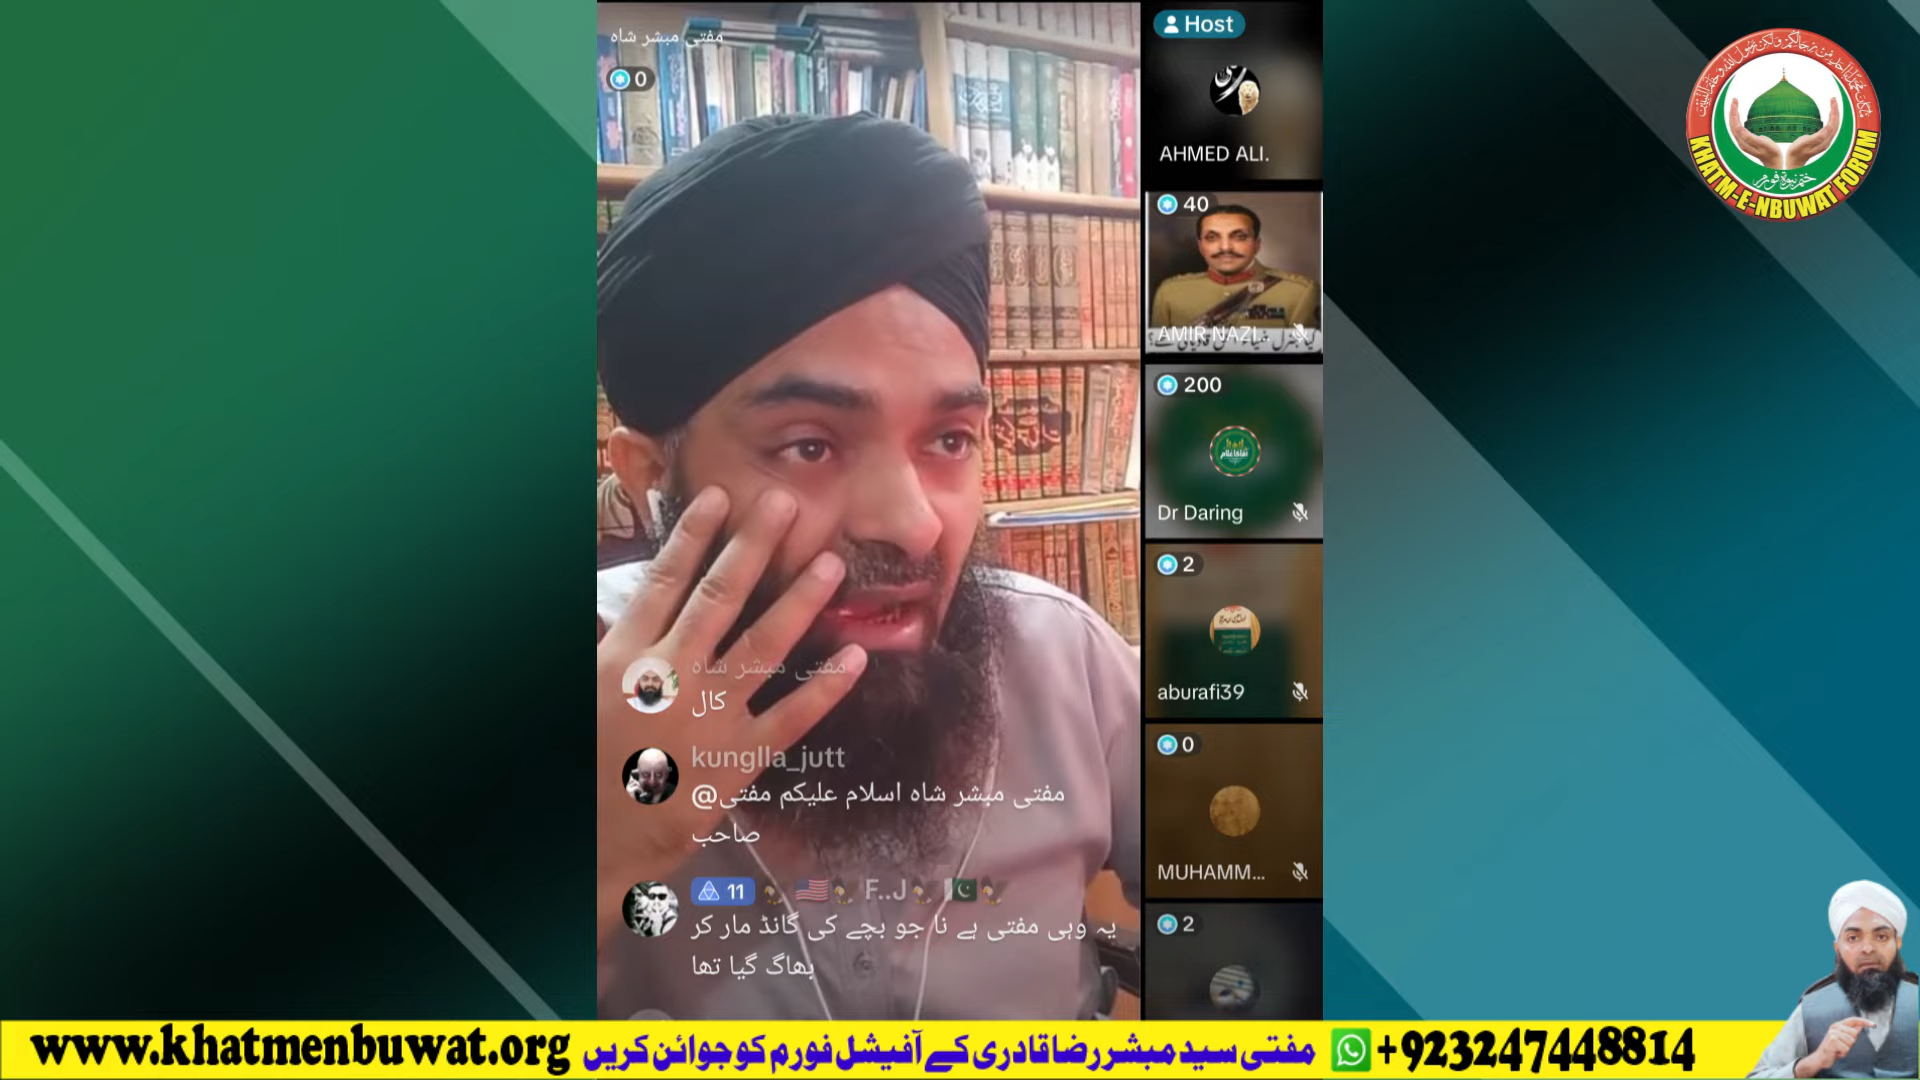 مفتی مبشر شاہ
0
Host
AHMED ALI.
40
AMIR NAZI...
200
Dr Daring
2
aburafi39
0
MUHAMM...
2
مفتی مبشر شاہ
کال
kunglla_jutt
@مفتی مبشر شاہ اسلام علیکم مفتی
صاحب
11 F..J
یہ وہی مفتی ہے نا جو بچے کی گانڈ مار کر
بھاگ گیا تھا
KHATM-E-NBUWAT FORUM
ختم نبوة فورم
www.khatmenbuwat.org مفتی سید مبشر رضا قادری کے آفیشل فورم کو جوائن کریں +923247448814